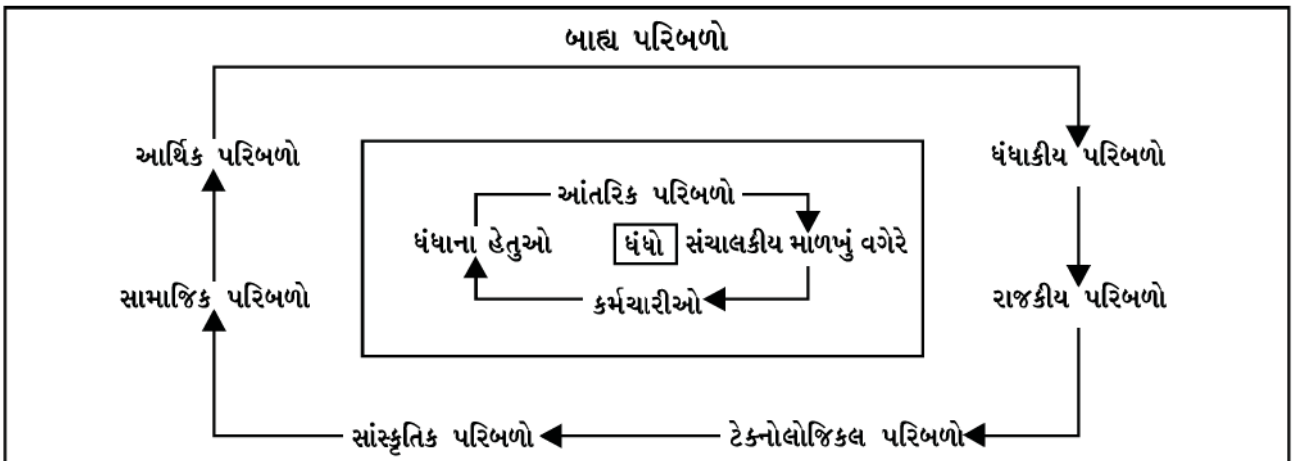 બાહ્ય પરિબળો
આર્થિક પરિબળો
ધંધાકીય પરિબળો
આંતરિક પરિબળો
ધંધાના હેતુઓ
ધંધો
સંચાલકીય માળખું વગેરે
કર્મચારીઓ
સામાજિક પરિબળો
રાજકીય પરિબળો
સાંસ્કૃતિક પરિબળો
ટેક્નોલોજિકલ પરિબળો